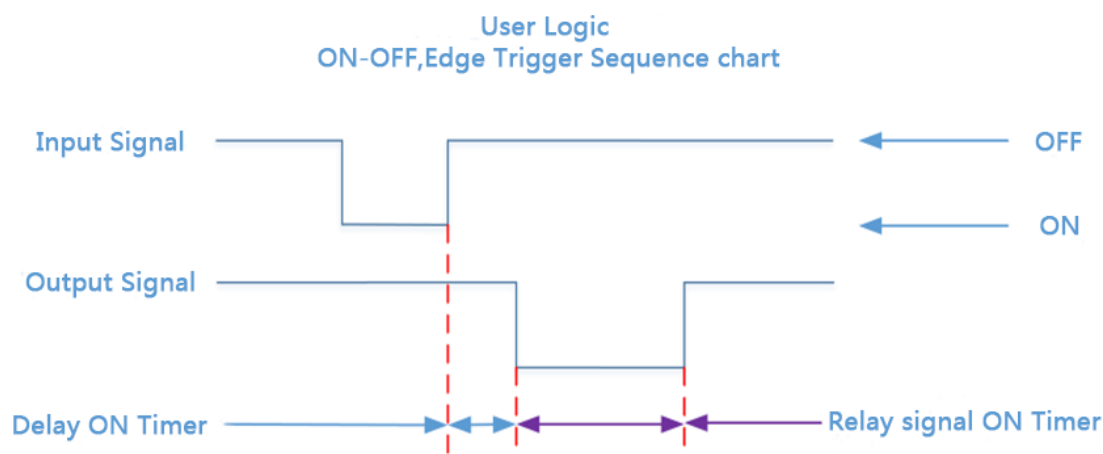 User Logic
ON-OFF,Edge Trigger Sequence chart
Input Signal
OFF
ON
Output Signal
Delay ON Timer
Relay signal ON Timer